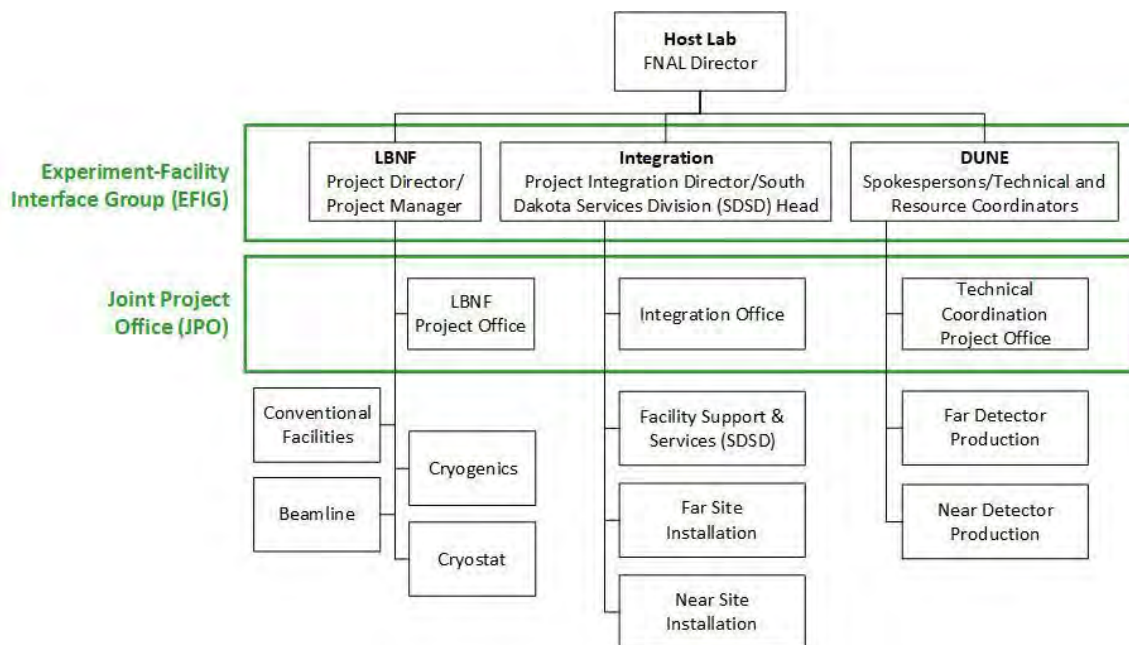 Host Lab
FNAL Director
Experiment-Facility
Interface Group (EFIG)
LBNF
Project Director/
Project Manager
Integration
Project Integration Director/South
Dakota Services Division (SDSD) Head
DUNE
Spokespersons/Technical and
Resource Coordinators
Joint Project
Office (JPO)
LBNF
Project Office
Integration Office
Technical
Coordination
Project Office
Conventional
Facilities
Cryogenics
Beamline
Cryostat
Facility Support &
Services (SDSD)
Far Site
Installation
Near Site
Installation
Far Detector
Production
Near Detector
Production